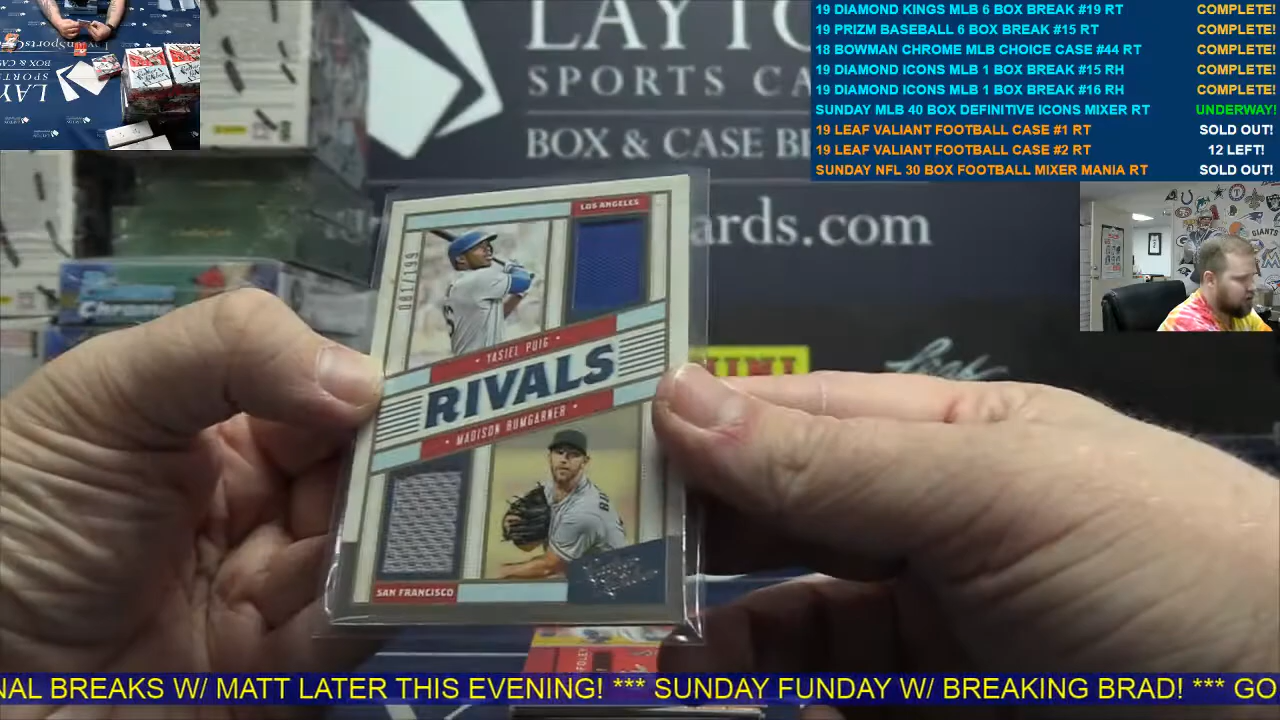 LAYTO
SPORTS CA
BOX & CASE BR
ards.com
19 DIAMOND KINGS MLB 6 BOX BREAK #19 RT COMPLETE!
19 PRIZM BASEBALL 6 BOX BREAK #15 RT COMPLETE!
18 BOWMAN CHROME MLB CHOICE CASE #44 RT COMPLETE!
19 DIAMOND ICONS MLB 1 BOX BREAK #15 RH COMPLETE!
19 DIAMOND ICONS MLB 1 BOX BREAK #16 RH COMPLETE!
SUNDAY MLB 40 BOX DEFINITIVE ICONS MIXER RT UNDERWAY!
19 LEAF VALIANT FOOTBALL CASE #1 RT SOLD OUT!
19 LEAF VALIANT FOOTBALL CASE #2 RT 12 LEFT!
SUNDAY NFL 30 BOX FOOTBALL MIXER MANIA RT SOLD OUT!
LOS ANGELES
081/199
• YASIEL PUIG •
RIVALS
• MADISON BUMGARNER •
SAN FRANCISCO
PANINI
Leaf
NAL BREAKS W/ MATT LATER THIS EVENING! *** SUNDAY FUNDAY W/ BREAKING BRAD! *** GO